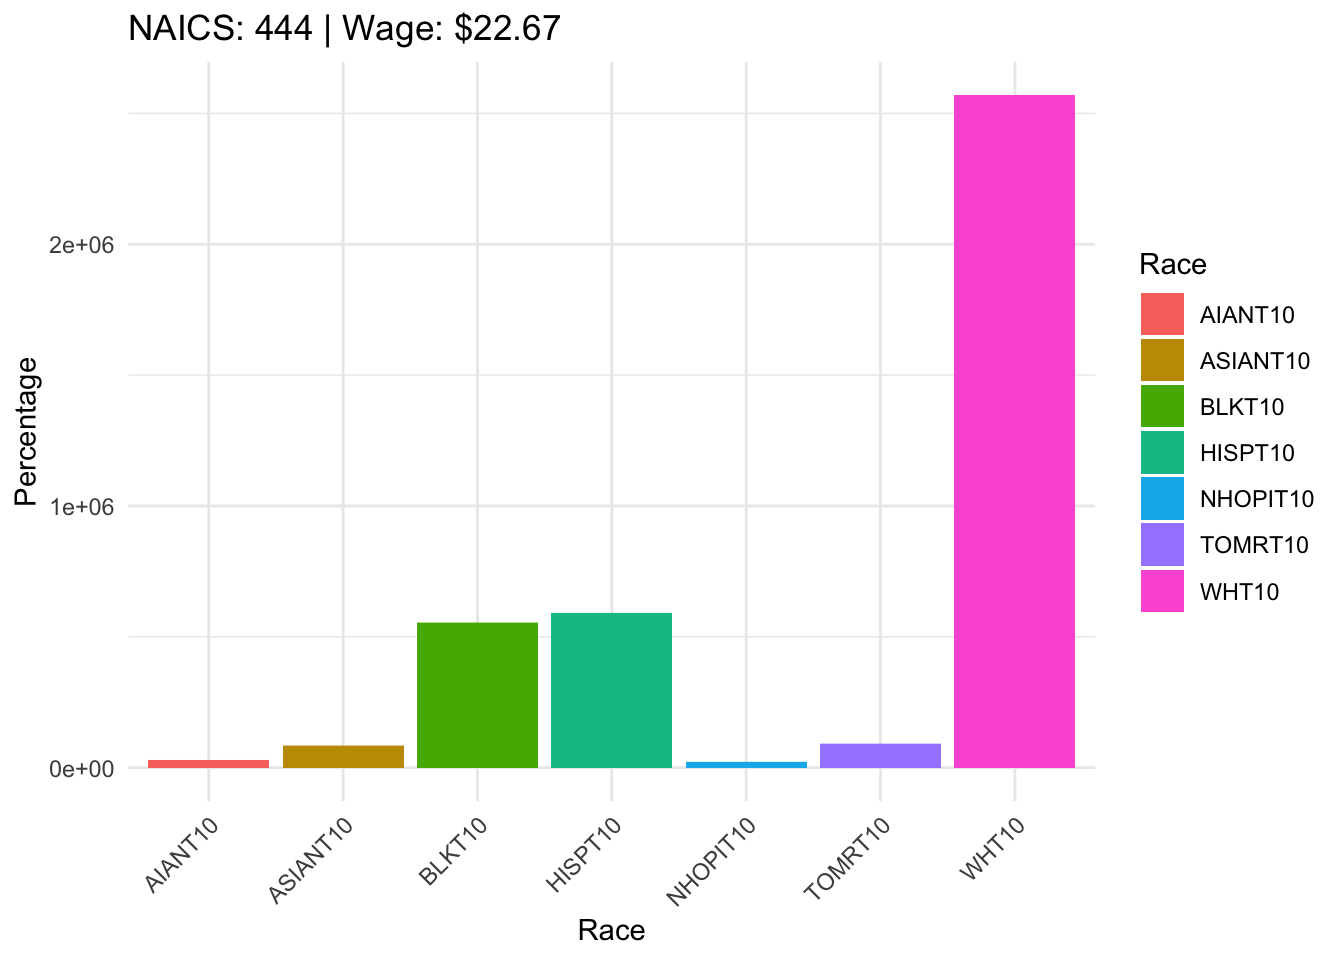 NAICS: 444 | Wage: $22.67
Percentage
2e+06
1e+06
0e+00
AIANT10
ASIANT10
BLKT10
HISPT10
NHOPIT10
TOMRT10
WHT10
Race
Race
AIANT10
ASIANT10
BLKT10
HISPT10
NHOPIT10
TOMRT10
WHT10